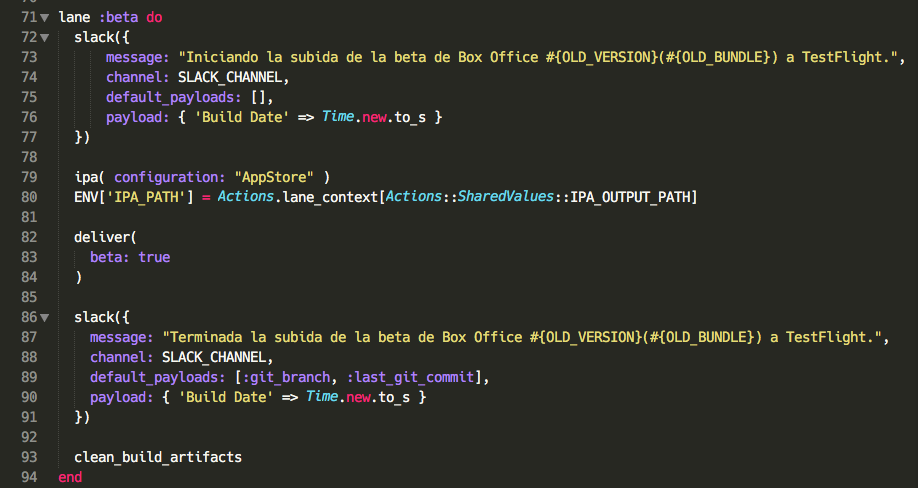 71 lane :beta do
72 slack({
73 message: "Iniciando la subida de la beta de Box Office #{OLD_VERSION}(#{OLD_BUNDLE}) a TestFlight.",
74 channel: SLACK_CHANNEL,
75 default_payloads: [],
76 payload: { 'Build Date' => Time.new.to_s }
77 })
78
79 ipa( configuration: "AppStore" )
80 ENV['IPA_PATH'] = Actions.lane_context[Actions::SharedValues::IPA_OUTPUT_PATH]
81
82 deliver(
83 beta: true
84 )
85
86 slack({
87 message: "Terminada la subida de la beta de Box Office #{OLD_VERSION}(#{OLD_BUNDLE}) a TestFlight.",
88 channel: SLACK_CHANNEL,
89 default_payloads: [:git_branch, :last_git_commit],
90 payload: { 'Build Date' => Time.new.to_s }
91 })
92
93 clean_build_artifacts
94 end